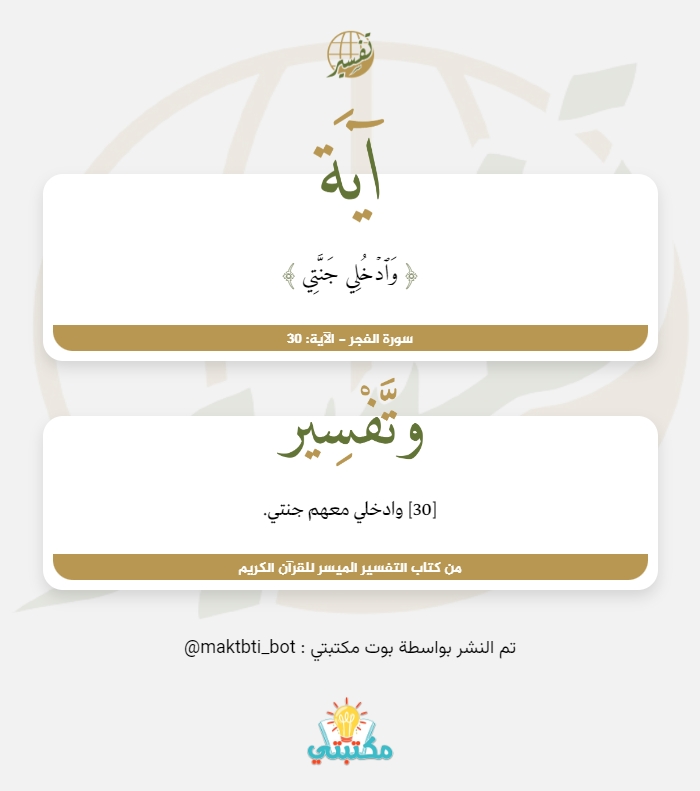 تفسير
آيَة
﴿ وَٱدۡخُلِي جَنَّتِي ﴾
سورة الفجر - الآية: 30
وتَّفْسِير
[30] وادخلي معهم جنتي.
من كتاب التفسير الميسر للقرآن الكريم
تم النشر بواسطة بوت مكتبتي : @maktbti_bot
مكتبتي